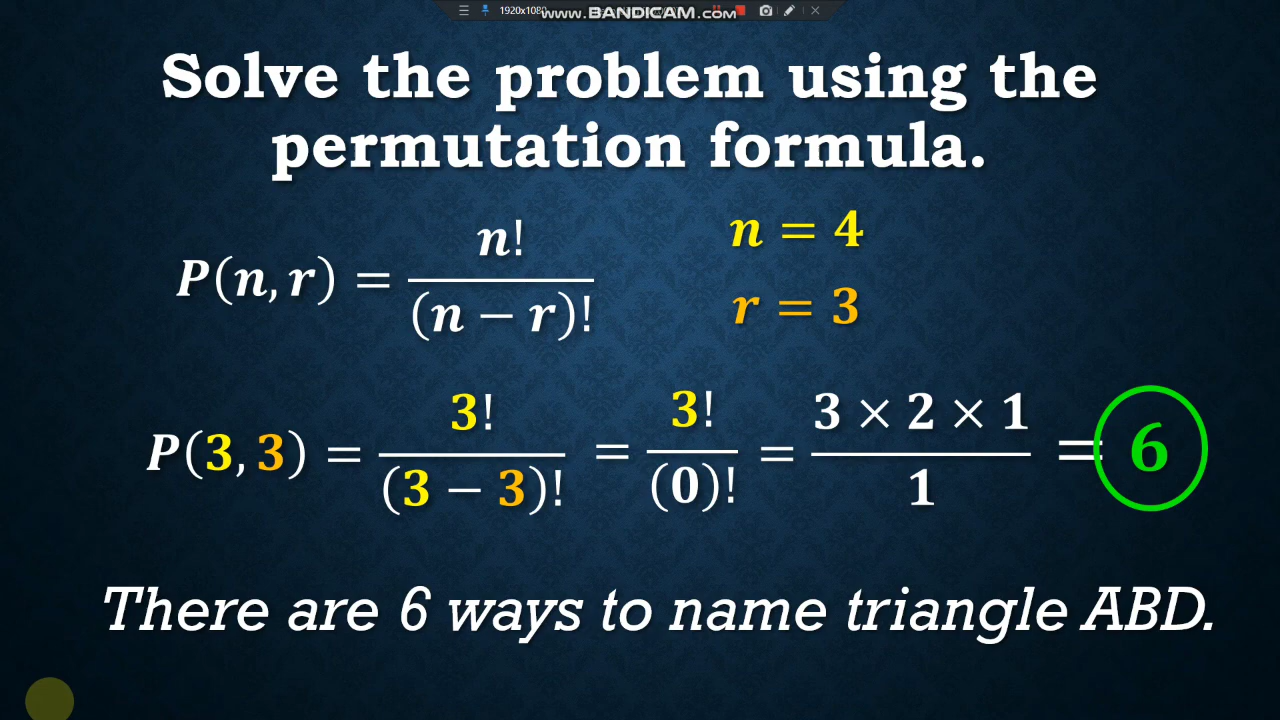 1920x1080
www.BANDICAM.com
Solve the problem using the
permutation formula.
P(n, r) = n! / (n − r)!
n = 4
r = 3
P(3, 3) = 3! / (3 − 3)! = 3! / (0)! = 3 × 2 × 1 / 1 = 6
There are 6 ways to name triangle ABD.